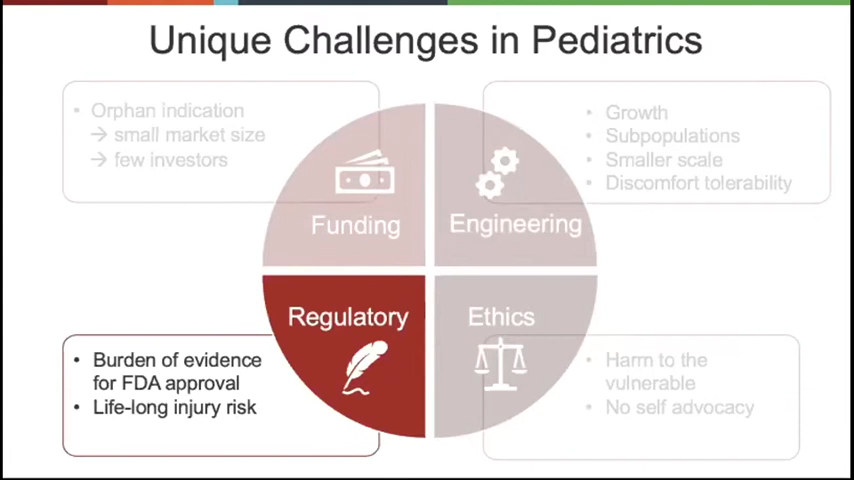 Unique Challenges in Pediatrics
• Orphan indication
→ small market size
→ few investors
• Growth
• Subpopulations
• Smaller scale
• Discomfort tolerability
Funding
Engineering
Regulatory
Ethics
• Burden of evidence
for FDA approval
• Life-long injury risk
• Harm to the
vulnerable
• No self advocacy